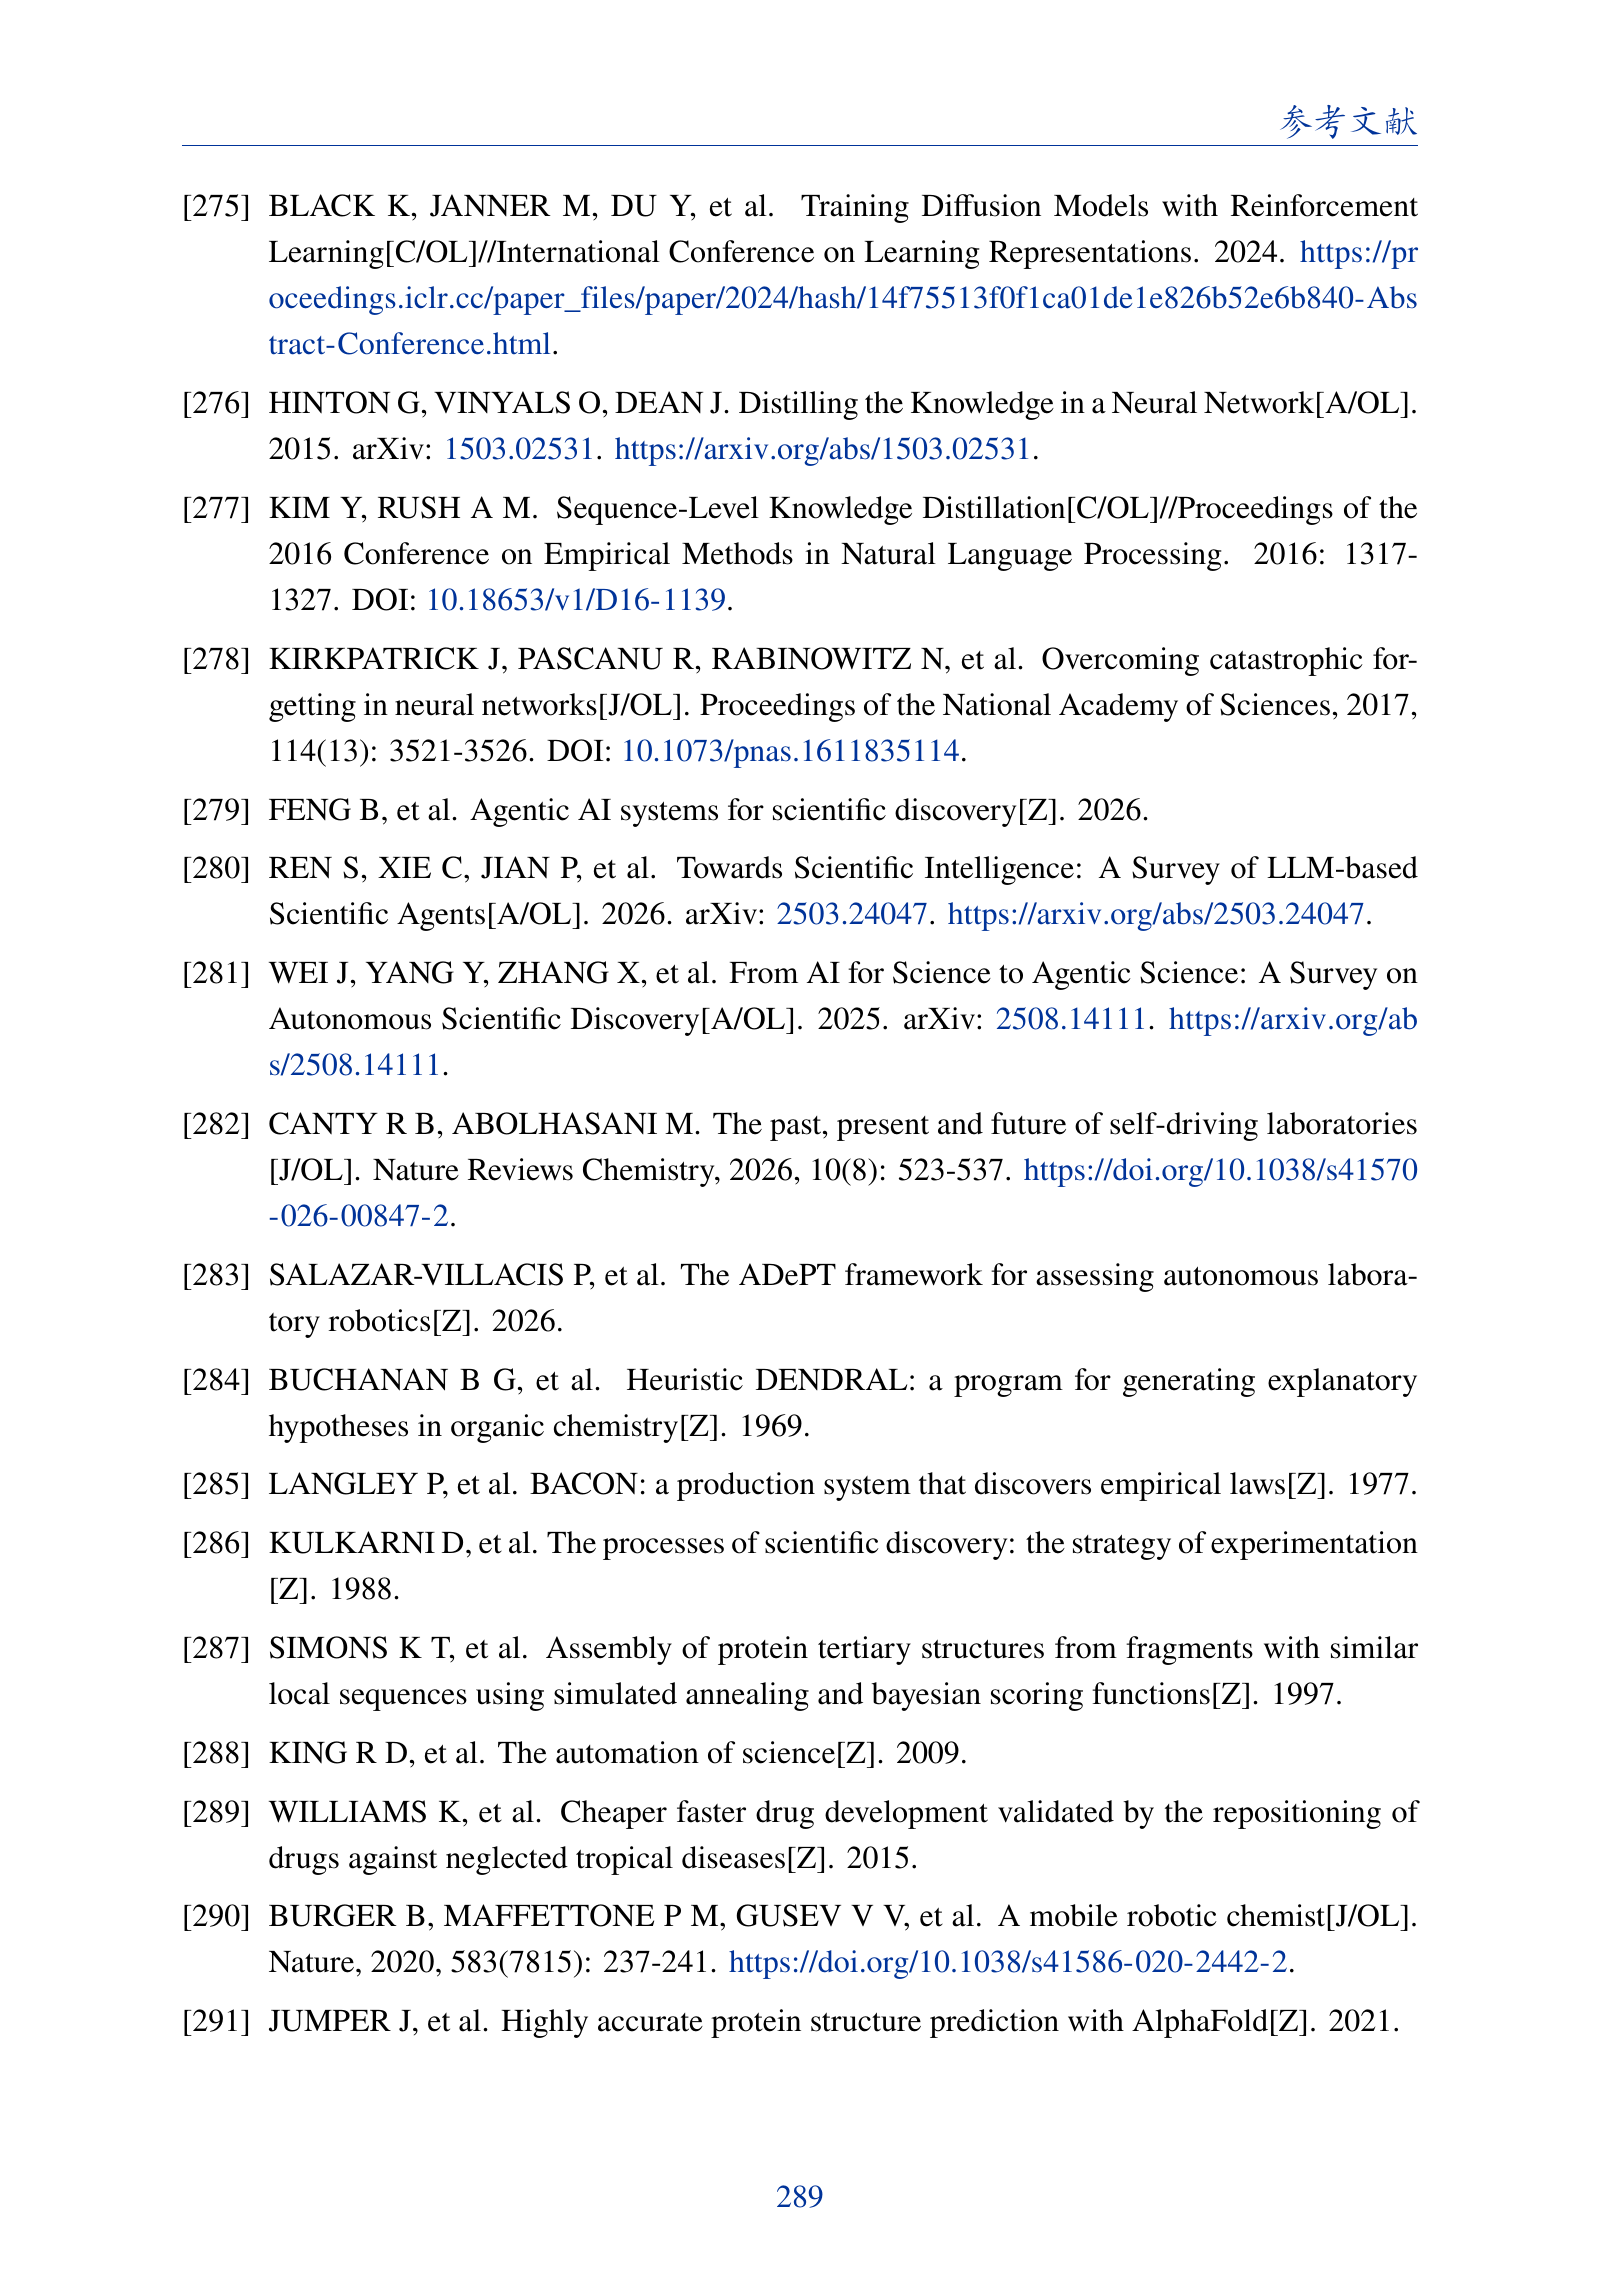 参考文献
[275] BLACK K, JANNER M, DU Y, et al. Training Diffusion Models with Reinforcement
Learning[C/OL]//International Conference on Learning Representations. 2024. https://pr
oceedings.iclr.cc/paper_files/paper/2024/hash/14f75513f0f1ca01de1e826b52e6b840-Abs
tract-Conference.html.
[276] HINTON G, VINYALS O, DEAN J. Distilling the Knowledge in a Neural Network[A/OL].
2015. arXiv: 1503.02531. https://arxiv.org/abs/1503.02531.
[277] KIM Y, RUSH A M. Sequence-Level Knowledge Distillation[C/OL]//Proceedings of the
2016 Conference on Empirical Methods in Natural Language Processing. 2016: 1317-
1327. DOI: 10.18653/v1/D16-1139.
[278] KIRKPATRICK J, PASCANU R, RABINOWITZ N, et al. Overcoming catastrophic for-
getting in neural networks[J/OL]. Proceedings of the National Academy of Sciences, 2017,
114(13): 3521-3526. DOI: 10.1073/pnas.1611835114.
[279] FENG B, et al. Agentic AI systems for scientific discovery[Z]. 2026.
[280] REN S, XIE C, JIAN P, et al. Towards Scientific Intelligence: A Survey of LLM-based
Scientific Agents[A/OL]. 2026. arXiv: 2503.24047. https://arxiv.org/abs/2503.24047.
[281] WEI J, YANG Y, ZHANG X, et al. From AI for Science to Agentic Science: A Survey on
Autonomous Scientific Discovery[A/OL]. 2025. arXiv: 2508.14111. https://arxiv.org/ab
s/2508.14111.
[282] CANTY R B, ABOLHASANI M. The past, present and future of self-driving laboratories
[J/OL]. Nature Reviews Chemistry, 2026, 10(8): 523-537. https://doi.org/10.1038/s41570
-026-00847-2.
[283] SALAZAR-VILLACIS P, et al. The ADePT framework for assessing autonomous labora-
tory robotics[Z]. 2026.
[284] BUCHANAN B G, et al. Heuristic DENDRAL: a program for generating explanatory
hypotheses in organic chemistry[Z]. 1969.
[285] LANGLEY P, et al. BACON: a production system that discovers empirical laws[Z]. 1977.
[286] KULKARNI D, et al. The processes of scientific discovery: the strategy of experimentation
[Z]. 1988.
[287] SIMONS K T, et al. Assembly of protein tertiary structures from fragments with similar
local sequences using simulated annealing and bayesian scoring functions[Z]. 1997.
[288] KING R D, et al. The automation of science[Z]. 2009.
[289] WILLIAMS K, et al. Cheaper faster drug development validated by the repositioning of
drugs against neglected tropical diseases[Z]. 2015.
[290] BURGER B, MAFFETTONE P M, GUSEV V V, et al. A mobile robotic chemist[J/OL].
Nature, 2020, 583(7815): 237-241. https://doi.org/10.1038/s41586-020-2442-2.
[291] JUMPER J, et al. Highly accurate protein structure prediction with AlphaFold[Z]. 2021.
289